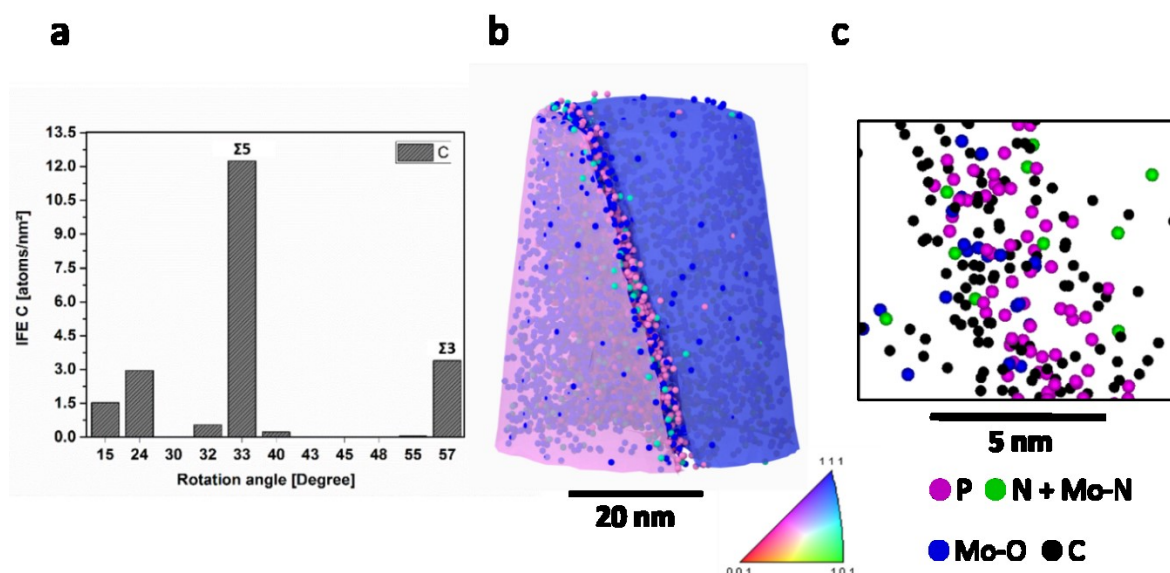 a
b
c
13.5
12.0
10.5
9.0
7.5
6.0
4.5
3.0
1.5
0.0
IFE C [atoms/nm²]
Σ5
Σ3
C
15 24 30 32 33 40 43 45 48 55 57
Rotation angle [Degree]
20 nm
1 1 1
0 0 1
1 0 1
5 nm
P N + Mo-N
Mo-O C